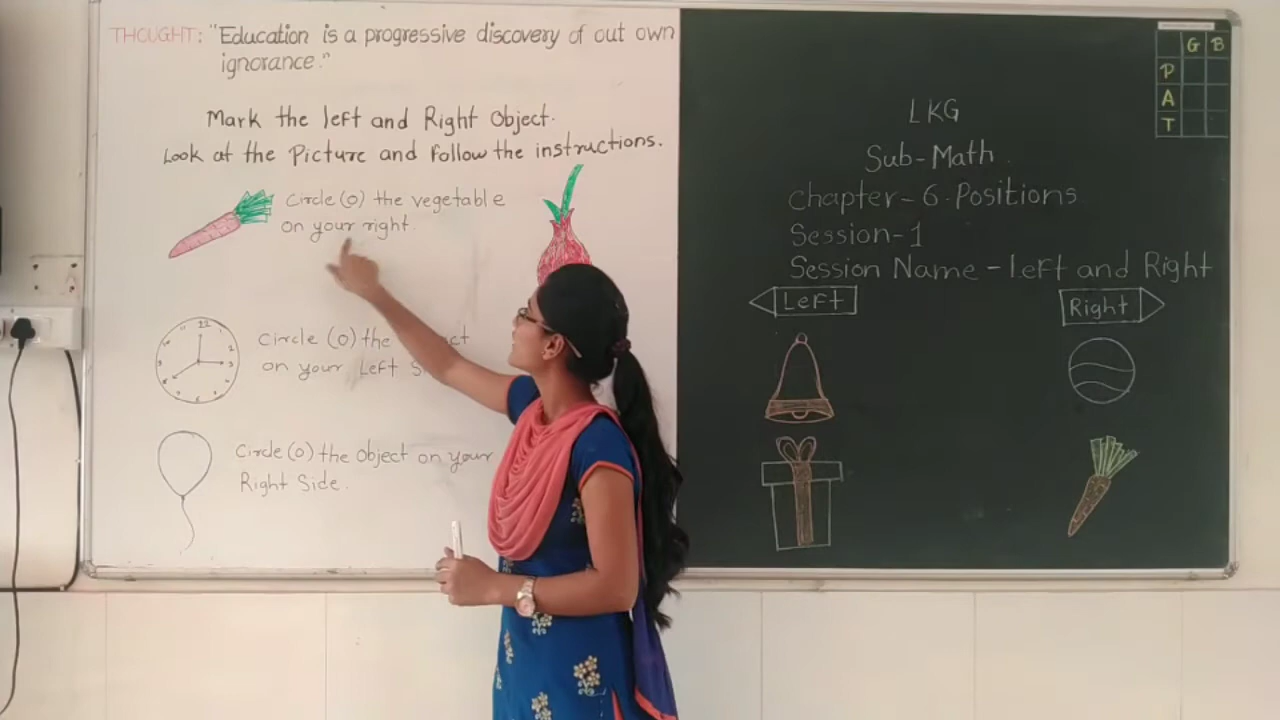 THOUGHT: "Education is a progressive discovery of out own
ignorance."
Mark the left and Right Object.
Look at the Picture and follow the instructions.
Circle (o) the vegetable
on your right.
Circle (o) the
on your Left
Circle (o) the Object on your
Right Side.
G B
P
A
T
LKG
Sub-Math
Chapter-6.Positions
Session-1
Session Name-left and Right
Left
Right